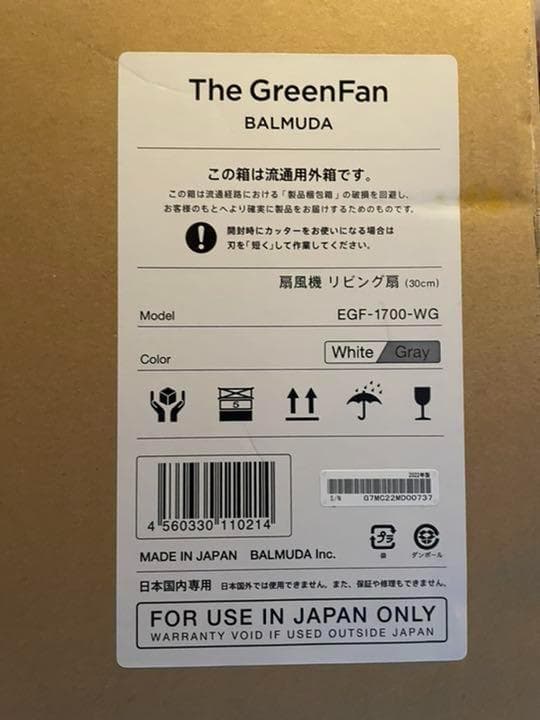 The GreenFan
BALMUDA
この箱は流通用外箱です。
この箱は流通経路における「製品梱包箱」の破損を回避し、
お客様のもとへより確実に製品をお届けするためのものです。
開封時にカッターをお使いになる場合は
刃を「短く」して作業してください。
扇風機 リビング扇 (30cm)
Model EGF-1700-WG
Color White Gray
5
4 560330 110214
2022年製
S/N G7MC22MD00737
プラ
袋
ダンボール
MADE IN JAPAN BALMUDA Inc.
日本国内専用 日本国外では使用できません。また、保証や修理もできません。
FOR USE IN JAPAN ONLY
WARRANTY VOID IF USED OUTSIDE JAPAN